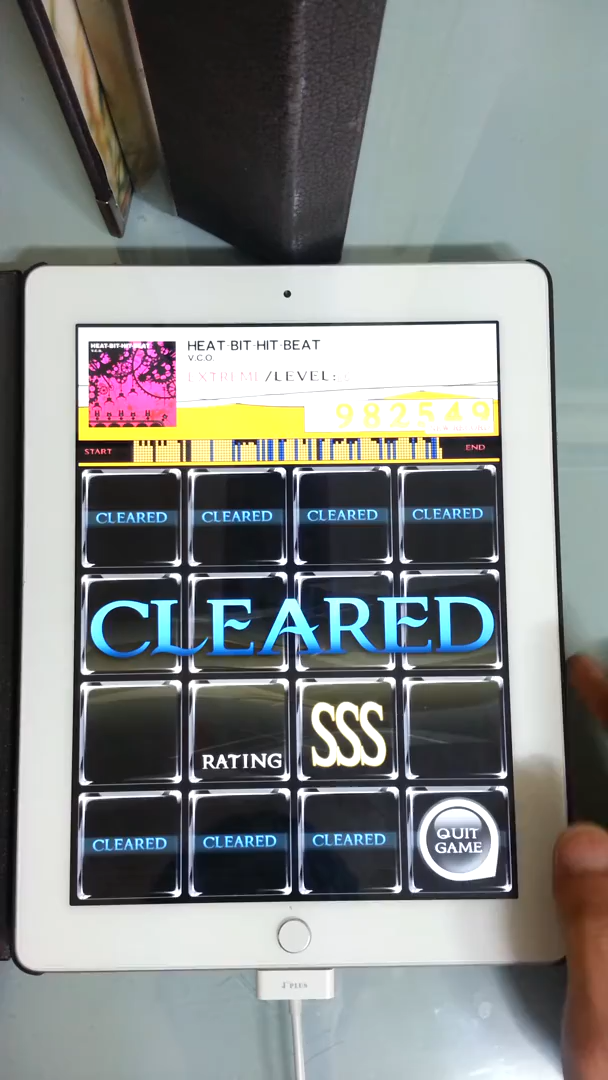 HEAT-BIT-HIT-BEAT
V.C.O.
HEAT-BIT-HIT-BEAT
V.C.O.
EXTREME/LEVEL:
982549
START
END
CLEARED CLEARED CLEARED CLEARED
CLEARED
RATING SSS
CLEARED CLEARED CLEARED
QUIT
GAME